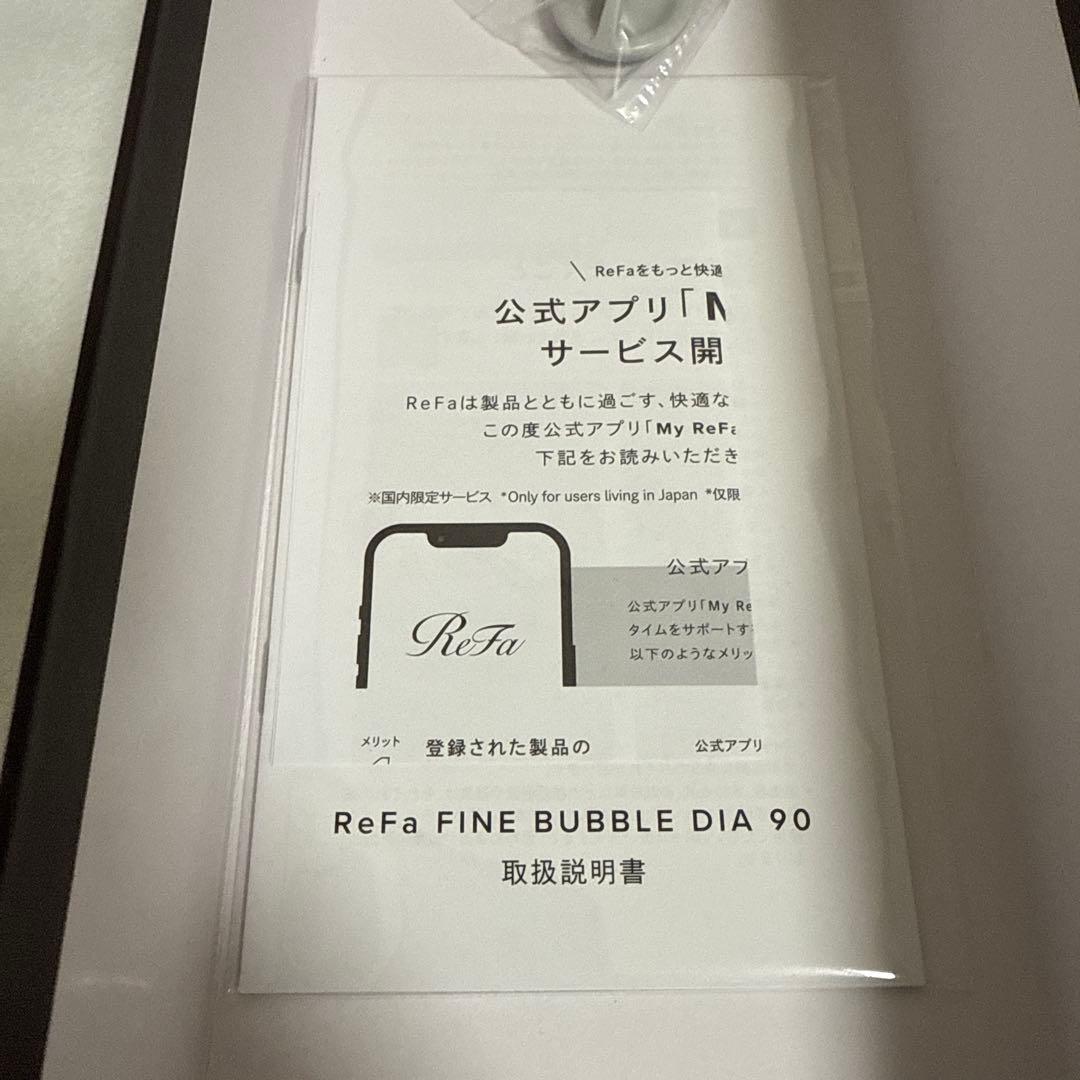 \ ReFaをもっと快適
公式アプリ「M
サービス開
ReFaは製品とともに過ごす、快適な
この度公式アプリ「My ReFa
下記をお読みいただき
※国内限定サービス *Only for users living in Japan *仅限
ReFa
公式アプ
公式アプリ「My Re
タイムをサポートす
以下のようなメリッ
メリット
登録された製品の
公式アプリ
ReFa FINE BUBBLE DIA 90
取扱説明書